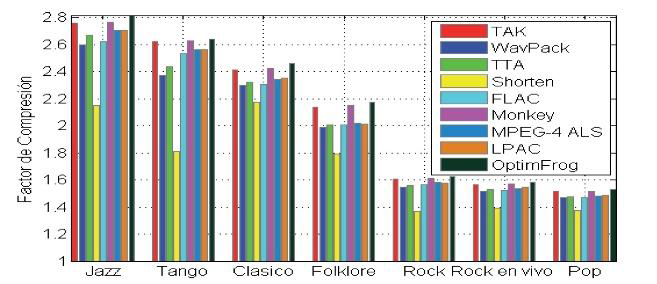 Factor de Compresión
2.8
2.6
2.4
2.2
2
1.8
1.6
1.4
1.2
1
Jazz Tango Clasico Folklore Rock Rock en vivo Pop
TAK
WavPack
TTA
Shorten
FLAC
Monkey
MPEG-4 ALS
LPAC
OptimFrog